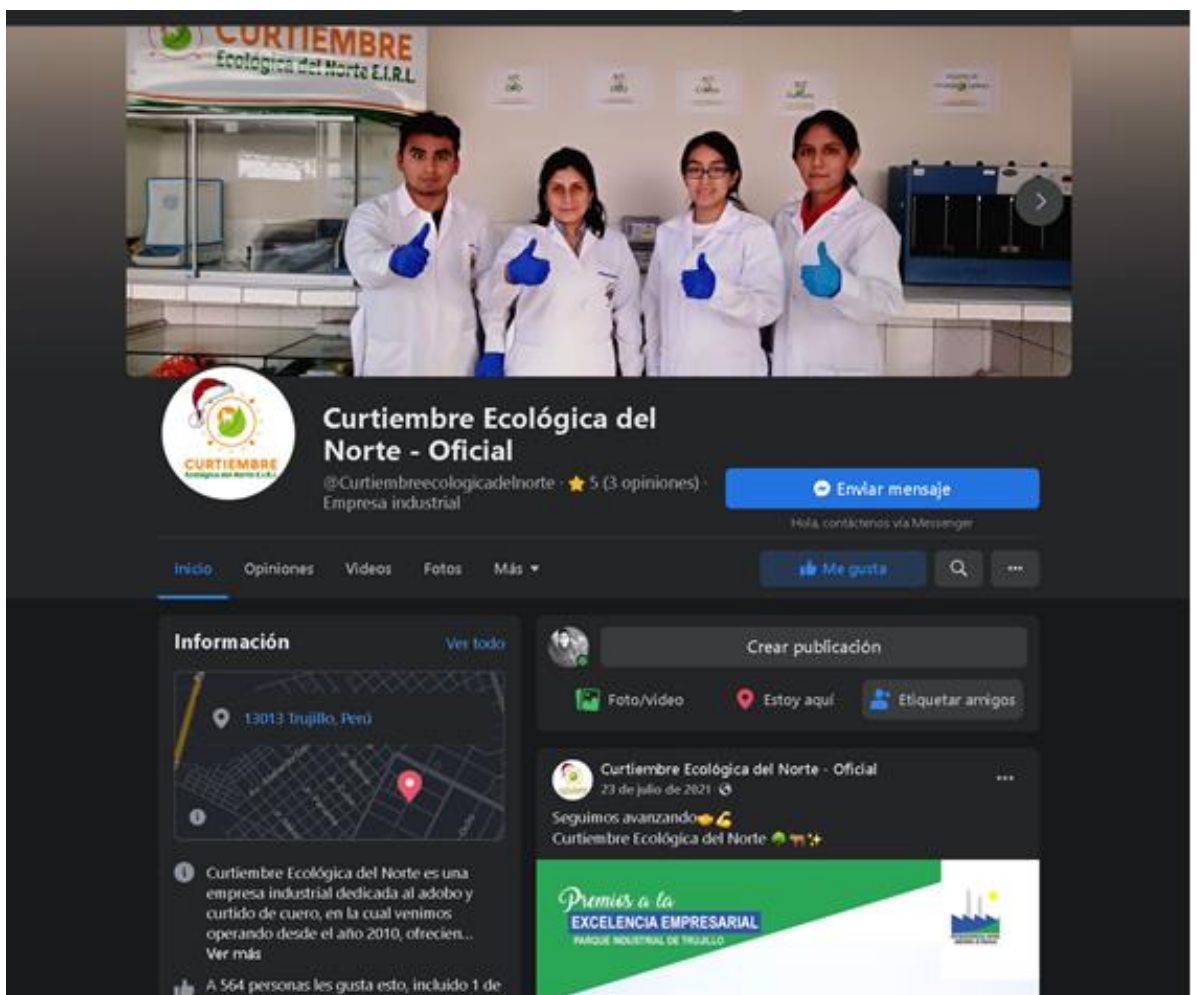 CURTIEMBRE
Ecológica del Norte E.I.R.L.
CURTIEMBRE
Ecológica del Norte E.I.R.L.
Curtiembre Ecológica del
Norte - Oficial
@Curtiembreecologicadelnorte · 5 (3 opiniones) ·
Empresa industrial
Enviar mensaje
Hola, contáctenos vía Messenger
Inicio Opiniones Videos Fotos Más
Me gusta
Información Ver todo
13013 Trujillo, Perú
Curtiembre Ecológica del Norte es una
empresa industrial dedicada al adobo y
curtido de cuero, en la cual venimos
operando desde el año 2010, ofrecien...
Ver más
A 564 personas les gusta esto, incluido 1 de
Crear publicación
Foto/video Estoy aquí Etiquetar amigos
Curtiembre Ecológica del Norte - Oficial
23 de julio de 2021
Seguimos avanzando🤝💪
Curtiembre Ecológica del Norte 🌳🐂✨
Premios a la
EXCELENCIA EMPRESARIAL
PARQUE INDUSTRIAL DE TRUJILLO